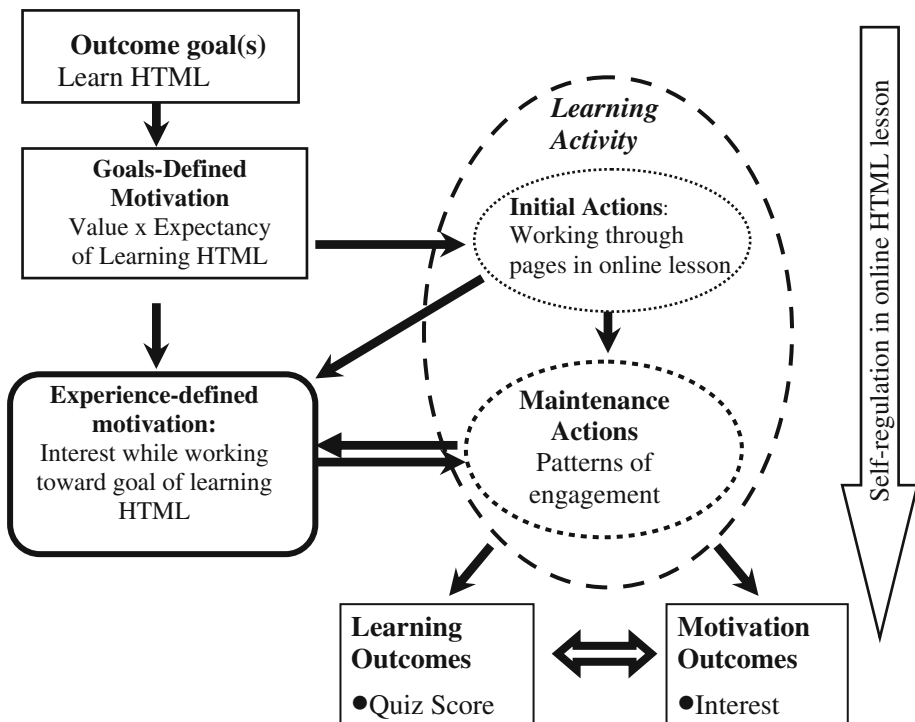 Outcome goal(s)
Learn HTML
Goals-Defined
Motivation
Value x Expectancy
of Learning HTML
Experience-defined
motivation:
Interest while working
toward goal of learning
HTML
Learning
Activity
Initial Actions:
Working through
pages in online lesson
Maintenance
Actions
Patterns of
engagement
Learning
Outcomes
●Quiz Score
Motivation
Outcomes
●Interest
Self-regulation in online HTML lesson